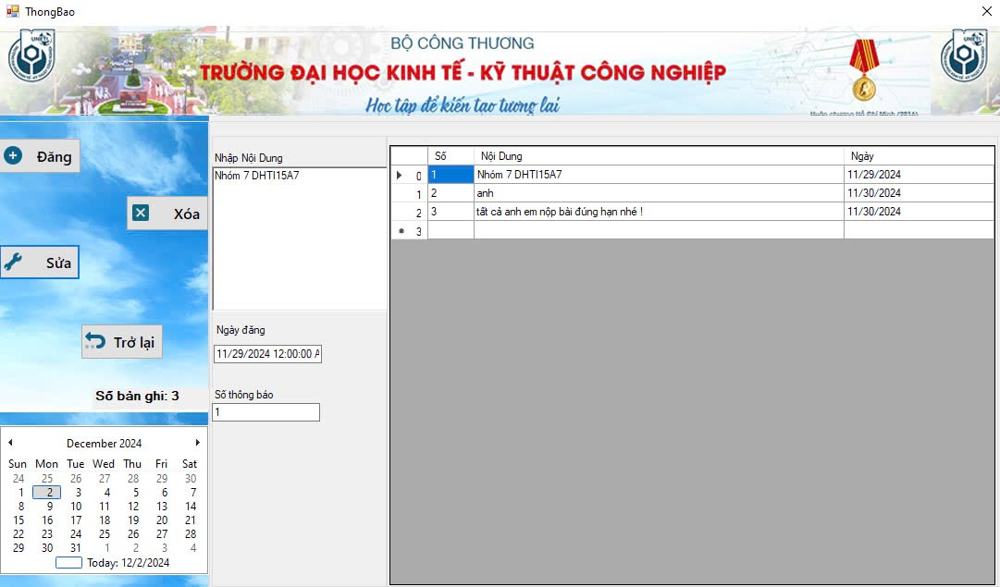 ThongBao
BỘ CÔNG THƯƠNG
TRƯỜNG ĐẠI HỌC KINH TẾ - KỸ THUẬT CÔNG NGHIỆP
Học tập để kiến tạo tương lai
Đăng
Xóa
Sửa
Trở lại
Số bản ghi: 3
Nhập Nội Dung
Nhóm 7 DHTI15A7
Ngày đăng
11/29/2024 12:00:00 A
Số thông báo
1
Số Nội Dung Ngày
0 1 Nhóm 7 DHTI15A7 11/29/2024
1 2 anh 11/30/2024
2 3 tất cả anh em nộp bài đúng hạn nhé ! 11/30/2024
3
December 2024
Sun Mon Tue Wed Thu Fri Sat
24 25 26 27 28 29 30
1 2 3 4 5 6 7
8 9 10 11 12 13 14
15 16 17 18 19 20 21
22 23 24 25 26 27 28
29 30 31 1 2 3 4
Today: 12/2/2024